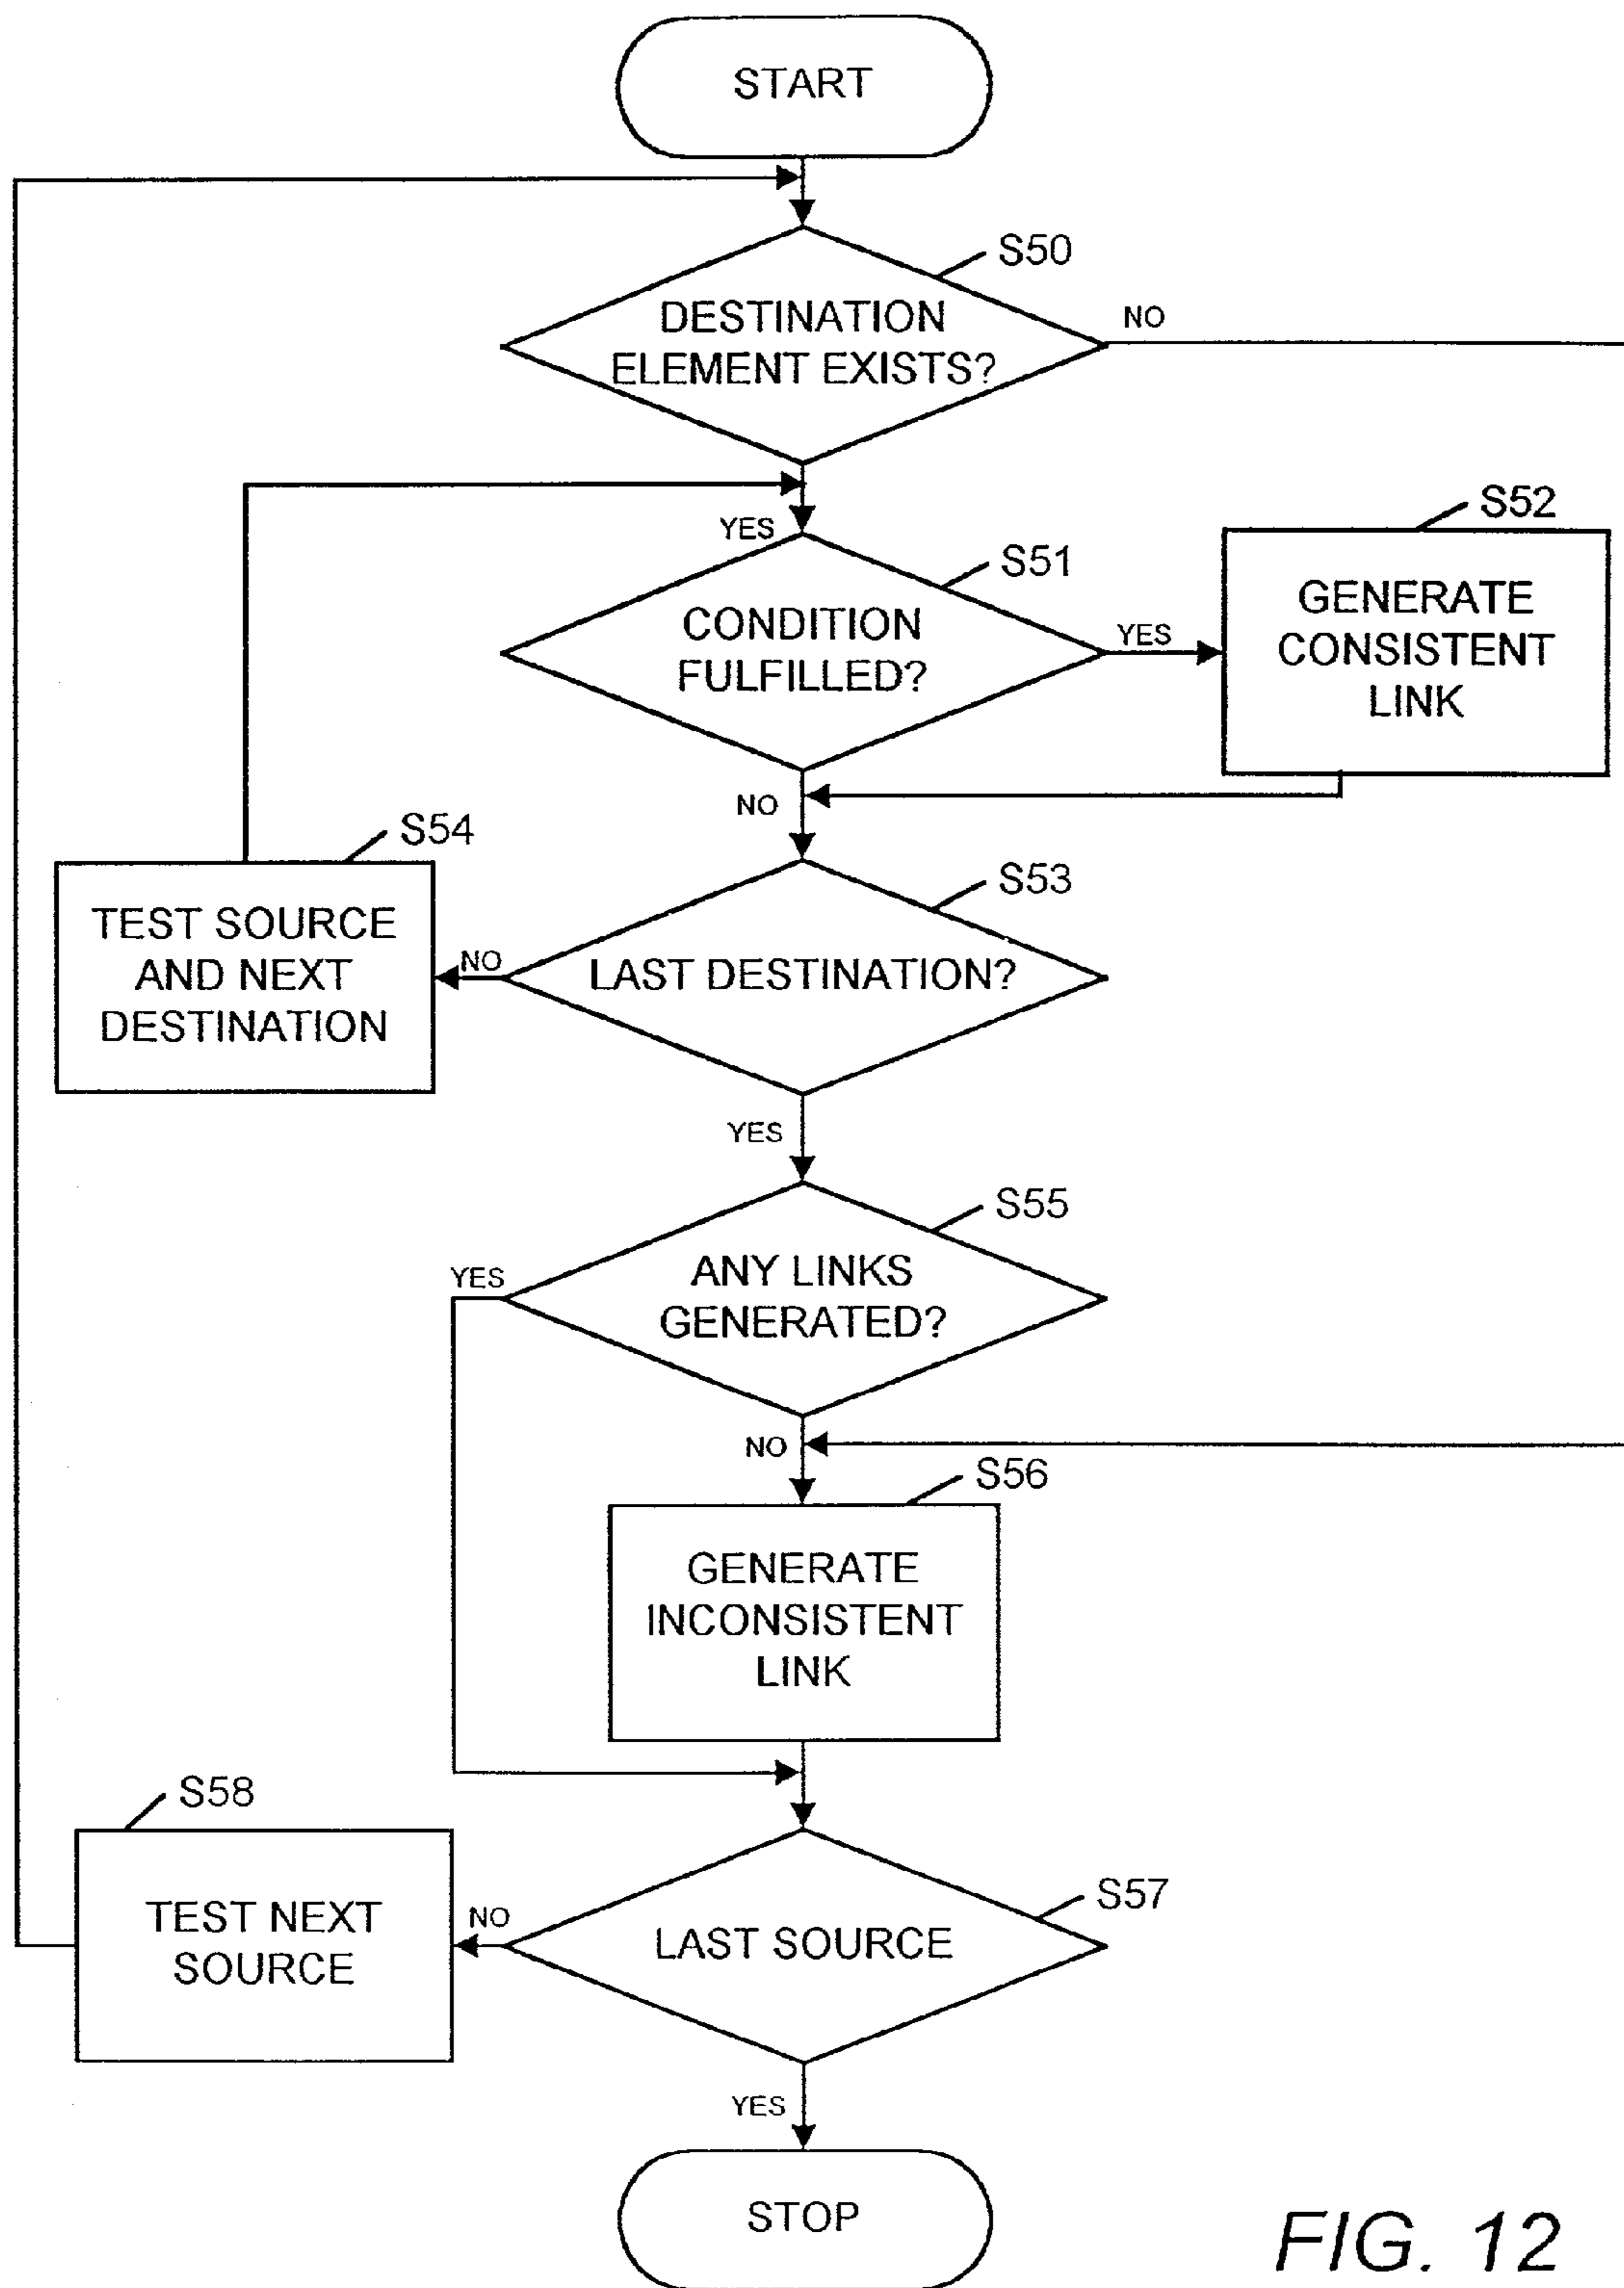 START
S50
DESTINATION
ELEMENT EXISTS?
NO
YES
S51
CONDITION
FULFILLED?
YES
S52
GENERATE
CONSISTENT
LINK
NO
S54
TEST SOURCE
AND NEXT
DESTINATION
NO
S53
LAST DESTINATION?
YES
S55
ANY LINKS
GENERATED?
YES
NO
S56
GENERATE
INCONSISTENT
LINK
S58
TEST NEXT
SOURCE
NO
S57
LAST SOURCE
YES
STOP
FIG. 12